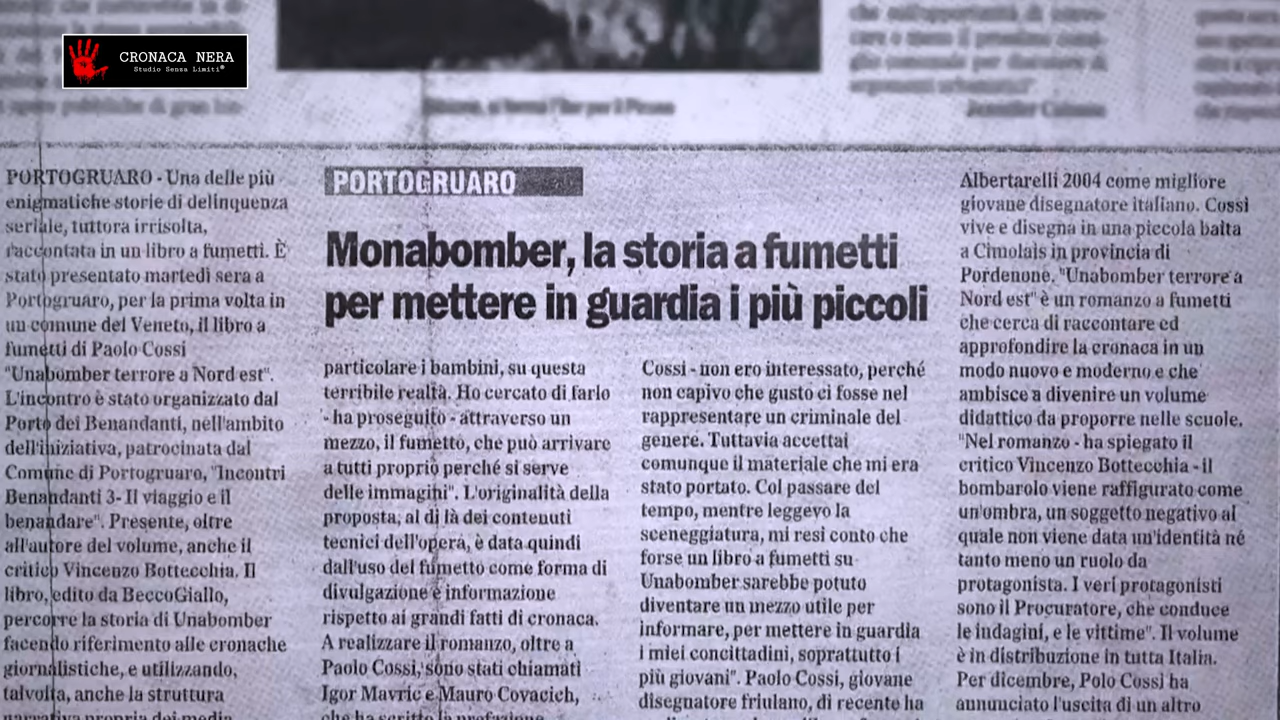 CRONACA NERA
Studio Senza Limiti®
PORTOGRUARO - Una delle più
enigmatiche storie di delinquenza
seriale, tuttora irrisolta,
raccontata in un libro a fumetti. È
stato presentato martedì sera a
Portogruaro, per la prima volta in
un comune del Veneto, il libro a
fumetti di Paolo Cossi
"Unabomber terrore a Nord est".
L'incontro è stato organizzato dal
Porto dei Benandanti, nell'ambito
dell'iniziativa, patrocinata dal
Comune di Portogruaro, "Incontri
Benandanti 3- Il viaggio e il
benandare". Presente, oltre
all'autore del volume, anche il
critico Vincenzo Bottecchia. Il
libro, edito da BeccoGiallo,
percorre la storia di Unabomber
facendo riferimento alle cronache
giornalistiche, e utilizzando,
talvolta, anche la struttura
narrativa propria dei media
PORTOGRUARO
Monabomber, la storia a fumetti
per mettere in guardia i più piccoli
particolare i bambini, su questa
terribile realtà. Ho cercato di farlo
- ha proseguito - attraverso un
mezzo, il fumetto, che può arrivare
a tutti proprio perché si serve
delle immagini". L'originalità della
proposta, al di là dei contenuti
tecnici dell'opera, è data quindi
dall'uso del fumetto come forma di
divulgazione e informazione
rispetto ai grandi fatti di cronaca.
A realizzare il romanzo, oltre a
Paolo Cossi, sono stati chiamati
Igor Mavric e Mauro Covacich,
che ha scritto la prefazione
Cossi - non ero interessato, perché
non capivo che gusto ci fosse nel
rappresentare un criminale del
genere. Tuttavia accettai
comunque il materiale che mi era
stato portato. Col passare del
tempo, mentre leggevo la
sceneggiatura, mi resi conto che
forse un libro a fumetti su
Unabomber sarebbe potuto
diventare un mezzo utile per
informare, per mettere in guardia
i miei concittadini, soprattutto i
più giovani". Paolo Cossi, giovane
disegnatore friulano, di recente ha
Albertarelli 2004 come migliore
giovane disegnatore italiano. Cossi
vive e disegna in una piccola baita
a Cimolais in provincia di
Pordenone. "Unabomber terrore a
Nord est" è un romanzo a fumetti
che cerca di raccontare ed
approfondire la cronaca in un
modo nuovo e moderno e che
ambisce a divenire un volume
didattico da proporre nelle scuole.
"Nel romanzo - ha spiegato il
critico Vincenzo Bottecchia - il
bombarolo viene raffigurato come
un'ombra, un soggetto negativo al
quale non viene data un'identità né
tanto meno un ruolo da
protagonista. I veri protagonisti
sono il Procuratore, che conduce
le indagini, e le vittime". Il volume
è in distribuzione in tutta Italia.
Per dicembre, Polo Cossi ha
annunciato l'uscita di un altro